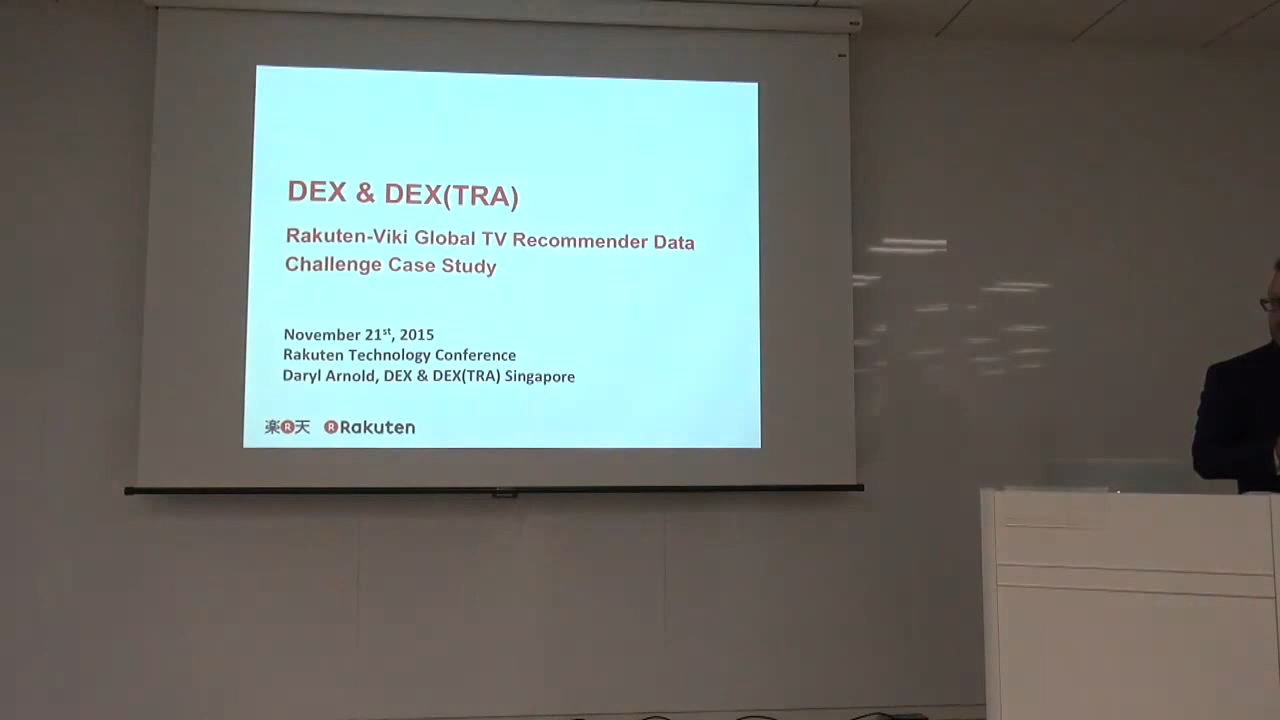 DEX & DEX(TRA)
Rakuten-Viki Global TV Recommender Data
Challenge Case Study
November 21st, 2015
Rakuten Technology Conference
Daryl Arnold, DEX & DEX(TRA) Singapore
楽R天 R Rakuten